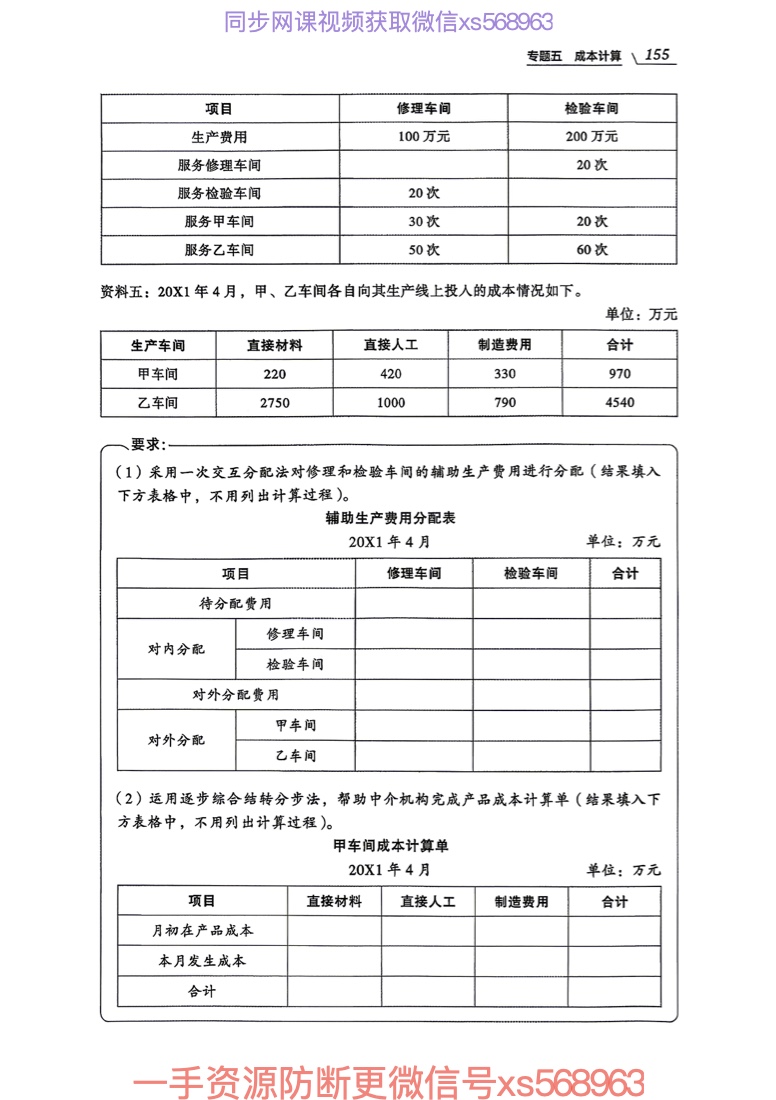 同步网课视频获取微信xs568963
专题五 成本计算 155
项目 修理车间 检验车间
生产费用 100万元 200万元
服务修理车间 20次
服务检验车间 20次
服务甲车间 30次 20次
服务乙车间 50次 60次
资料五：20X1年4月，甲、乙车间各自向其生产线上投人的成本情况如下。
单位：万元
生产车间 直接材料 直接人工 制造费用 合计
甲车间 220 420 330 970
乙车间 2750 1000 790 4540
要求：
（1）采用一次交互分配法对修理和检验车间的辅助生产费用进行分配（结果填入
下方表格中，不用列出计算过程）。
辅助生产费用分配表
20X1年4月 单位：万元
项目 修理车间 检验车间 合计
待分配费用
对内分配 修理车间
检验车间
对外分配费用
对外分配 甲车间
乙车间
（2）运用逐步综合结转分步法，帮助中介机构完成产品成本计算单（结果填入下
方表格中，不用列出计算过程）。
甲车间成本计算单
20X1年4月 单位：万元
项目 直接材料 直接人工 制造费用 合计
月初在产品成本
本月发生成本
合计
一手资源防断更微信号xs568963